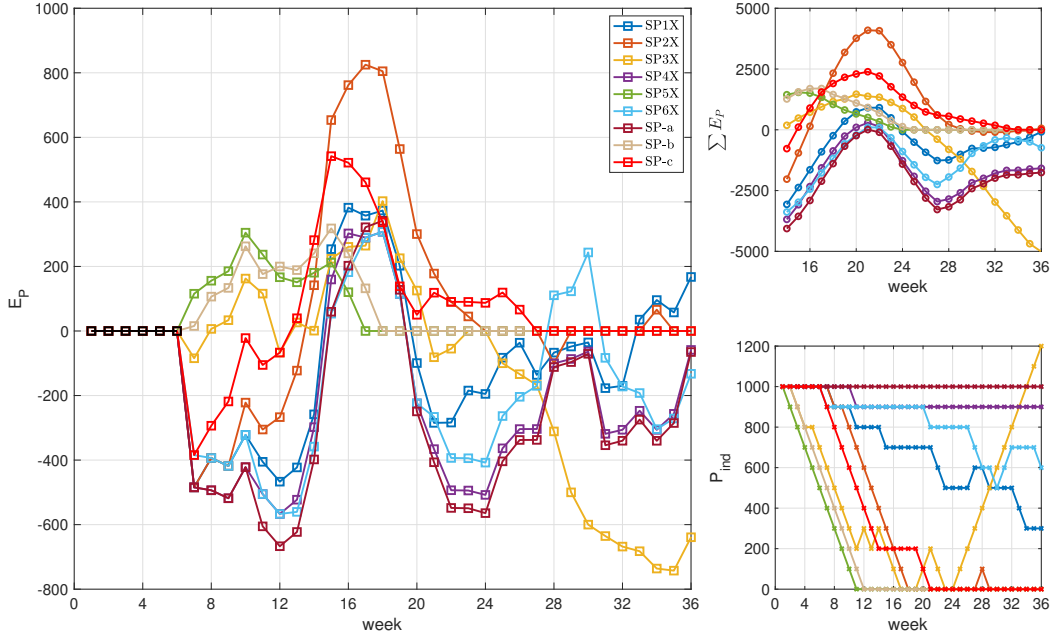 1000
800
600
400
200
0
-200
-400
-600
-800
E_P
0 4 8 12 16 20 24 28 32 36
week
SP1X
SP2X
SP3X
SP4X
SP5X
SP6X
SP-a
SP-b
SP-c
5000
2500
0
-2500
-5000
∑ E_P
16 20 24 28 32 36
week
1200
1000
800
600
400
200
0
P_ind
0 4 8 12 16 20 24 28 32 36
week